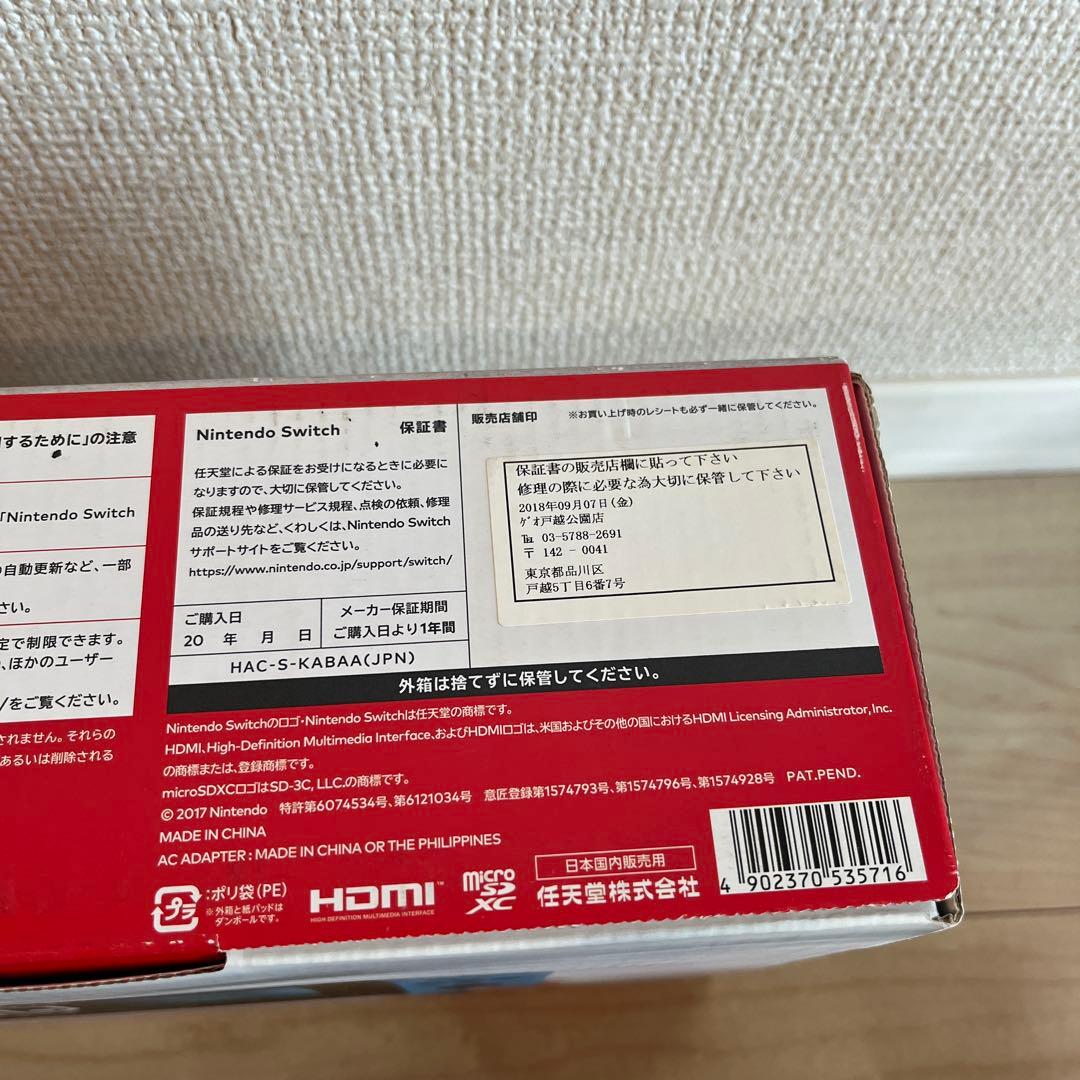 するために」の注意
「Nintendo Switch
の自動更新など、一部
さい。
定で制限できます。
、ほかのユーザー
/をご覧ください。
されません。それらの
あるいは削除される
Nintendo Switch 保証書
任天堂による保証をお受けになるときに必要に
なりますので、大切に保管してください。
保証規程や修理サービス規程、点検の依頼、修理
品の送り先など、くわしくは、Nintendo Switch
サポートサイトをご覧ください。
https://www.nintendo.co.jp/support/switch/
ご購入日
20 年 月 日
メーカー保証期間
ご購入日より1年間
HAC-S-KABAA(JPN)
販売店舗印 ※お買い上げ時のレシートも必ず一緒に保管してください。
保証書の販売店欄に貼って下さい
修理の際に必要な為大切に保管して下さい
2018年09月07日(金)
ゲオ戸越公園店
℡ 03-5788-2691
〒 142 - 0041
東京都品川区
戸越5丁目6番7号
外箱は捨てずに保管してください。
Nintendo Switchのロゴ・Nintendo Switchは任天堂の商標です。
HDMI、High-Definition Multimedia Interface、およびHDMIロゴは、米国およびその他の国におけるHDMI Licensing Administrator, Inc.
の商標または、登録商標です。
microSDXCロゴはSD-3C, LLC.の商標です。
© 2017 Nintendo 特許第6074534号、第6121034号 意匠登録第1574793号、第1574796号、第1574928号 PAT.PEND.
MADE IN CHINA
AC ADAPTER : MADE IN CHINA OR THE PHILIPPINES
プラ
:ポリ袋(PE)
※外箱と紙パッドは
ダンボールです。
HDMI™
HIGH-DEFINITION MULTIMEDIA INTERFACE
micro
SD
XC
日本国内販売用
任天堂株式会社
4 902370 535716